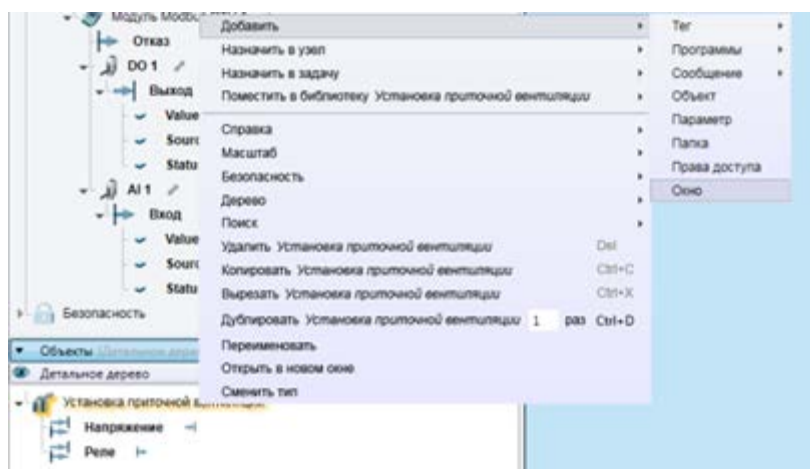 Модуль Modbus
Отказ
DO 1
Выход
Value
Sourc
Statu
AI 1
Вход
Value
Sourc
Statu
Безопасность
Объекты
Детальное дерево
Установка приточной
Напряжение
Реле
Добавить
Назначить в узел
Назначить в задачу
Поместить в библиотеку Установка приточной вентиляции
Справка
Масштаб
Безопасность
Дерево
Поиск
Удалить Установка приточной вентиляции Del
Копировать Установка приточной вентиляции Ctrl+C
Вырезать Установка приточной вентиляции Ctrl+X
Дублировать Установка приточной вентиляции 1 раз Ctrl+D
Переименовать
Открыть в новом окне
Сменить тип
Тег
Программы
Сообщение
Объект
Параметр
Папка
Права доступа
Окно